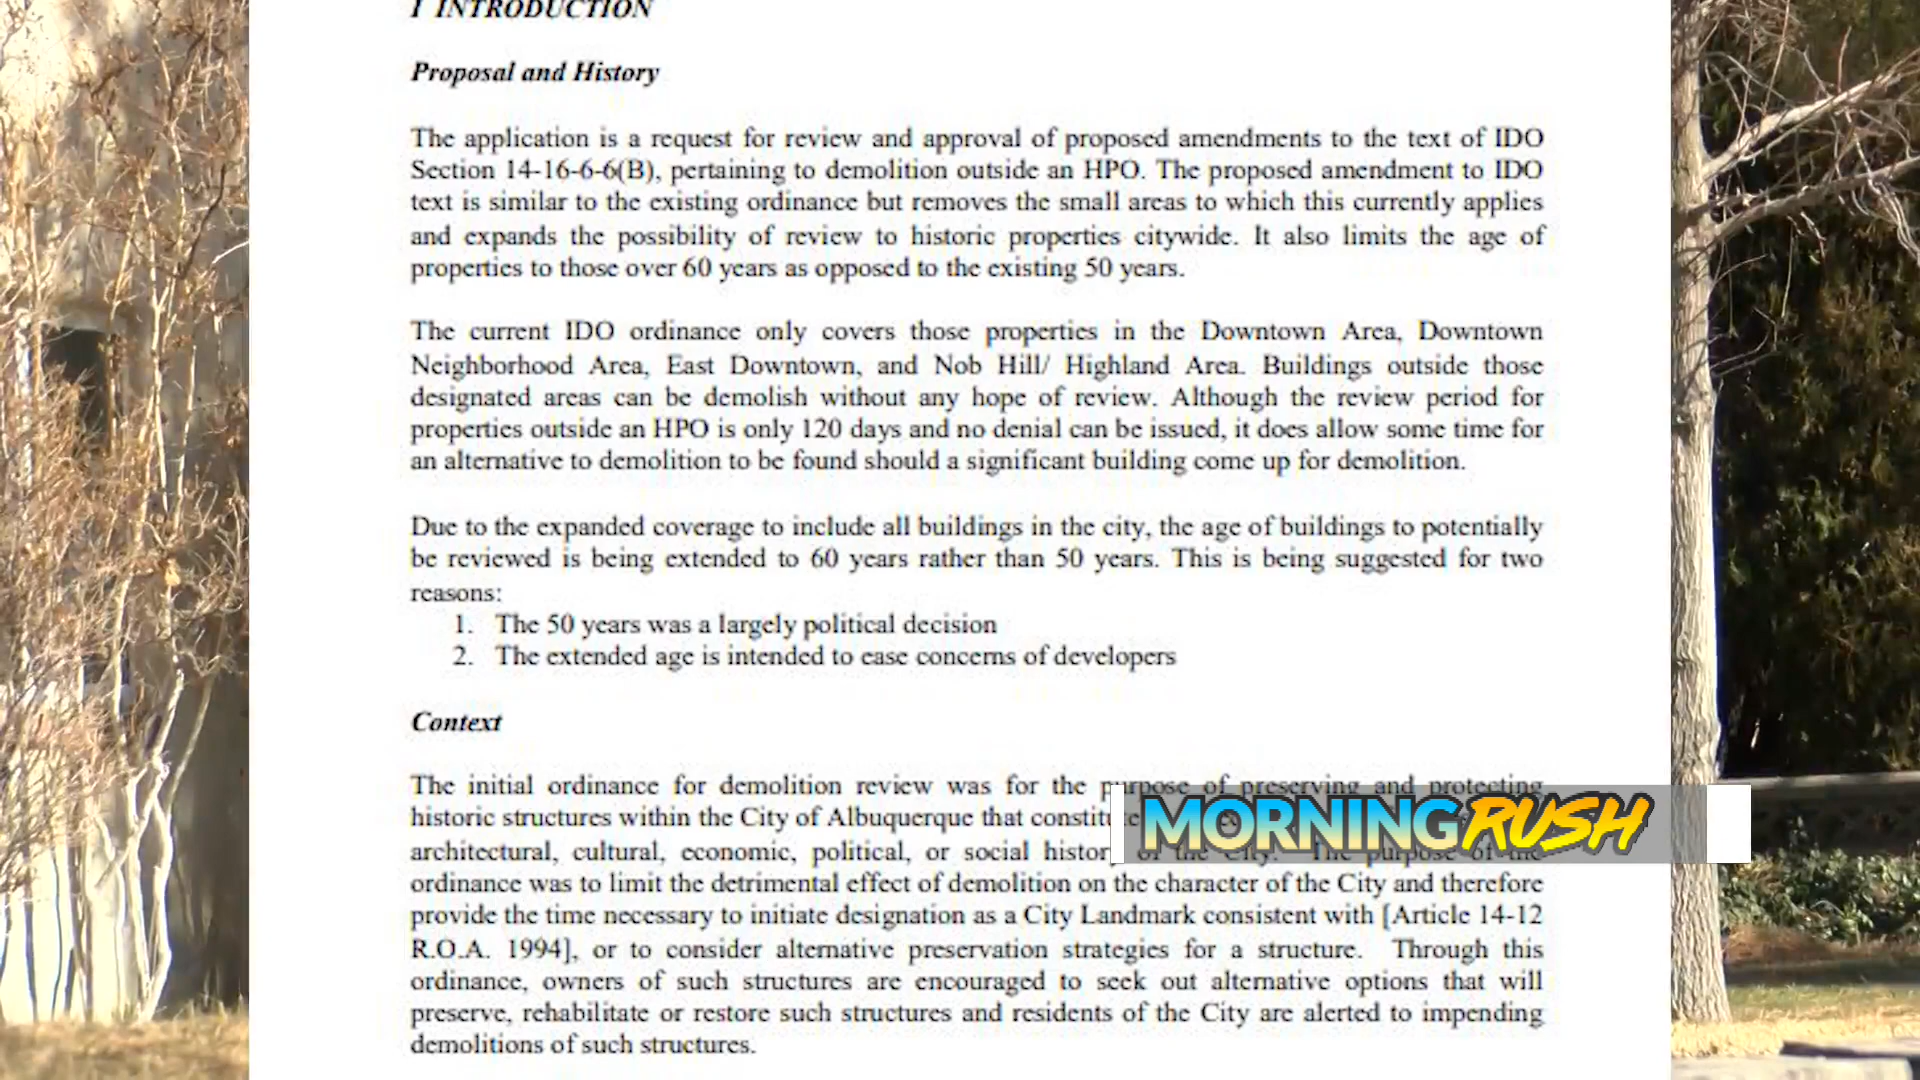 I INTRODUCTION
Proposal and History
The application is a request for review and approval of proposed amendments to the text of IDO
Section 14-16-6-6(B), pertaining to demolition outside an HPO. The proposed amendment to IDO
text is similar to the existing ordinance but removes the small areas to which this currently applies
and expands the possibility of review to historic properties citywide. It also limits the age of
properties to those over 60 years as opposed to the existing 50 years.
The current IDO ordinance only covers those properties in the Downtown Area, Downtown
Neighborhood Area, East Downtown, and Nob Hill/ Highland Area. Buildings outside those
designated areas can be demolish without any hope of review. Although the review period for
properties outside an HPO is only 120 days and no denial can be issued, it does allow some time for
an alternative to demolition to be found should a significant building come up for demolition.
Due to the expanded coverage to include all buildings in the city, the age of buildings to potentially
be reviewed is being extended to 60 years rather than 50 years. This is being suggested for two
reasons:
1. The 50 years was a largely political decision
2. The extended age is intended to ease concerns of developers
Context
The initial ordinance for demolition review was for the purpose of preserving and protecting
historic structures within the City of Albuquerque that
architectural, cultural, economic, political, or social history of the City. The purpose of the
MORNING RUSH
ordinance was to limit the detrimental effect of demolition on the character of the City and therefore
provide the time necessary to initiate designation as a City Landmark consistent with [Article 14-12
R.O.A. 1994], or to consider alternative preservation strategies for a structure. Through this
ordinance, owners of such structures are encouraged to seek out alternative options that will
preserve, rehabilitate or restore such structures and residents of the City are alerted to impending
demolitions of such structures.